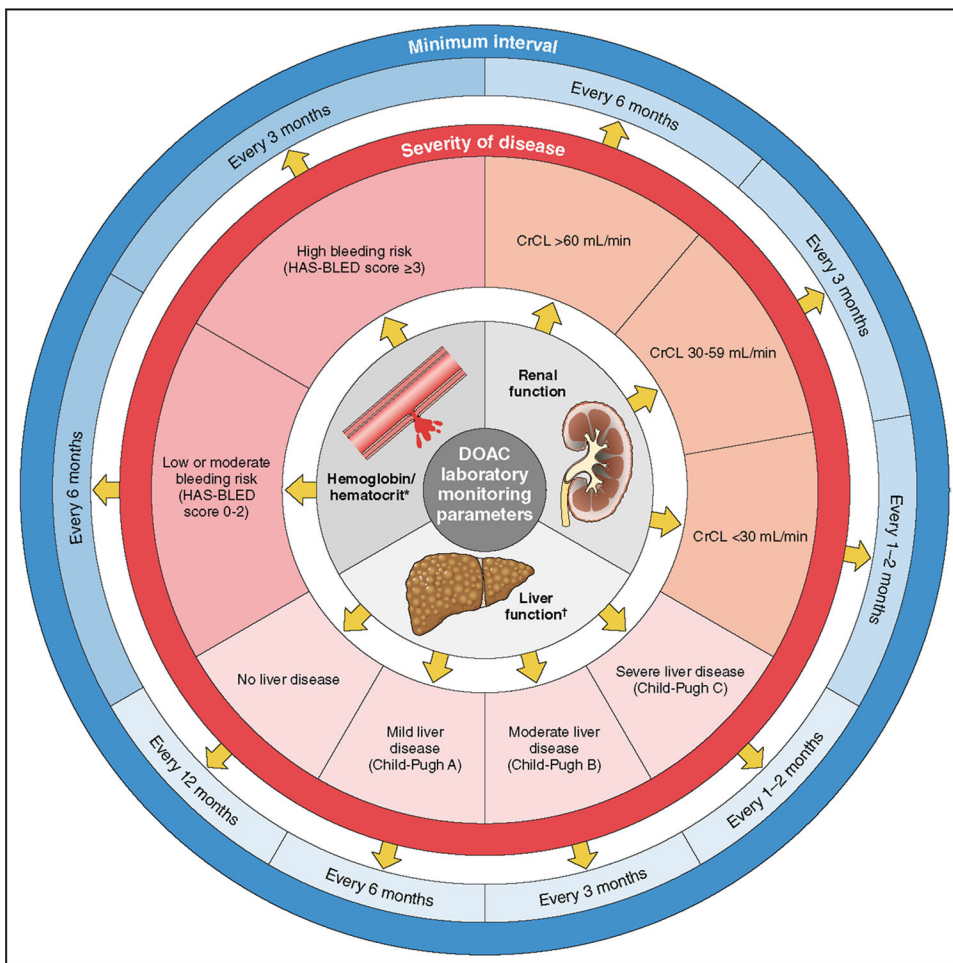 Minimum interval
Every 3 months
Every 6 months
Severity of disease
High bleeding risk
(HAS-BLED score ≥3)
CrCL >60 mL/min
Every 3 months
CrCL 30-59 mL/min
Renal
function
DOAC
laboratory
monitoring
parameters
Hemoglobin/
hematocrit*
Low or moderate
bleeding risk
(HAS-BLED
score 0-2)
Every 6 months
CrCL <30 mL/min
Every 1–2 months
Liver
function†
No liver disease
Mild liver
disease
(Child-Pugh A)
Moderate liver
disease
(Child-Pugh B)
Severe liver disease
(Child-Pugh C)
Every 12 months
Every 6 months
Every 3 months
Every 1–2 months